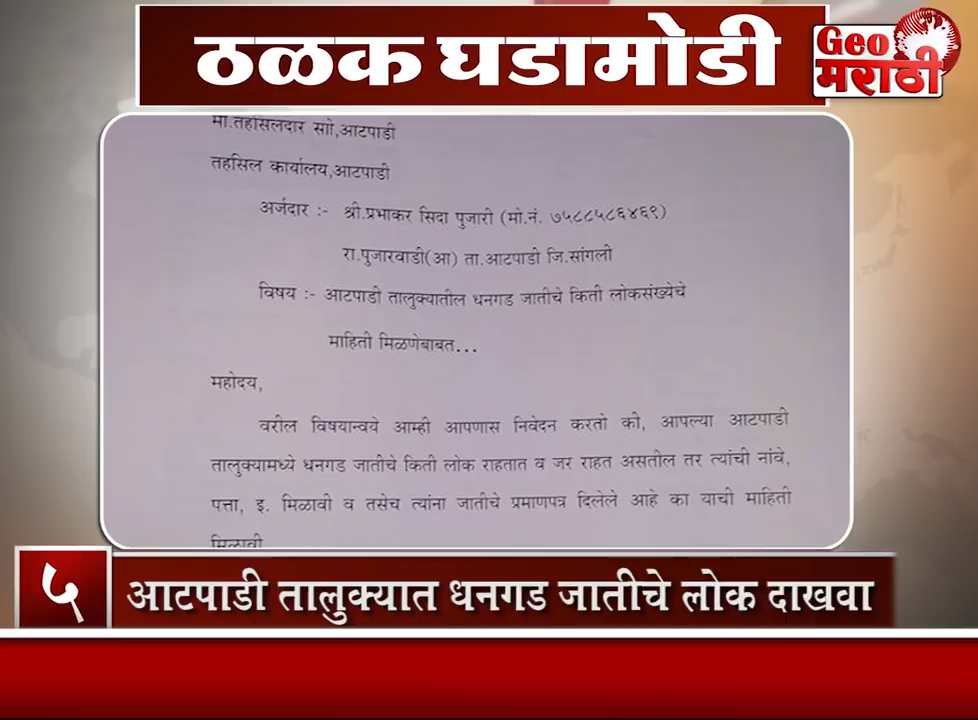 ठळक घडामोडी
Geo
मराठी
मा.तहसिलदार साो,आटपाडी
तहसिल कार्यालय,आटपाडी
अर्जदार :- श्री.प्रभाकर सिदा पुजारी (मो.नं. ७५८८५८६४६९)
रा.पुजारवाडी(आ) ता.आटपाडी जि.सांगली
विषय :- आटपाडी तालुक्यातील धनगड जातीचे किती लोकसंख्येचे
माहिती मिळणेबाबत...
महोदय,
वरील विषयान्वये आम्ही आपणास निवेदन करतो की, आपल्या आटपाडी
तालुक्यामध्ये धनगड जातीचे किती लोक राहतात व जर राहत असतील तर त्यांची नांवे,
पत्ता, इ. मिळावी व तसेच त्यांना जातीचे प्रमाणपत्र दिलेले आहे का याची माहिती
मिळावी
५ आटपाडी तालुक्यात धनगड जातीचे लोक दाखवा